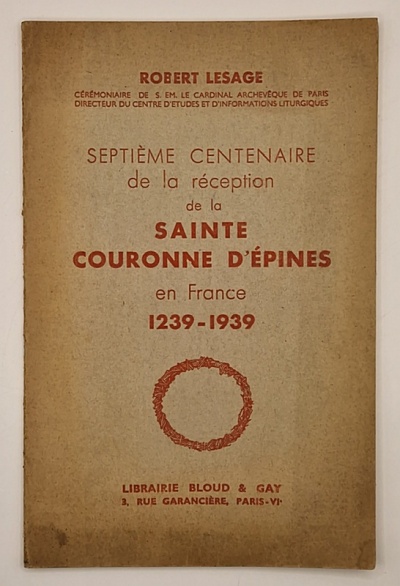 ROBERT LESAGE
CÉRÉMONIAIRE DE S. EM. LE CARDINAL ARCHEVÊQUE DE PARIS
DIRECTEUR DU CENTRE D'ETUDES ET D'INFORMATIONS LITURGIQUES
SEPTIÈME CENTENAIRE
de la réception
de la
SAINTE
COURONNE D'ÉPINES
en France
1239-1939
LIBRAIRIE BLOUD & GAY
3, RUE GARANCIÈRE, PARIS-VIᵉ